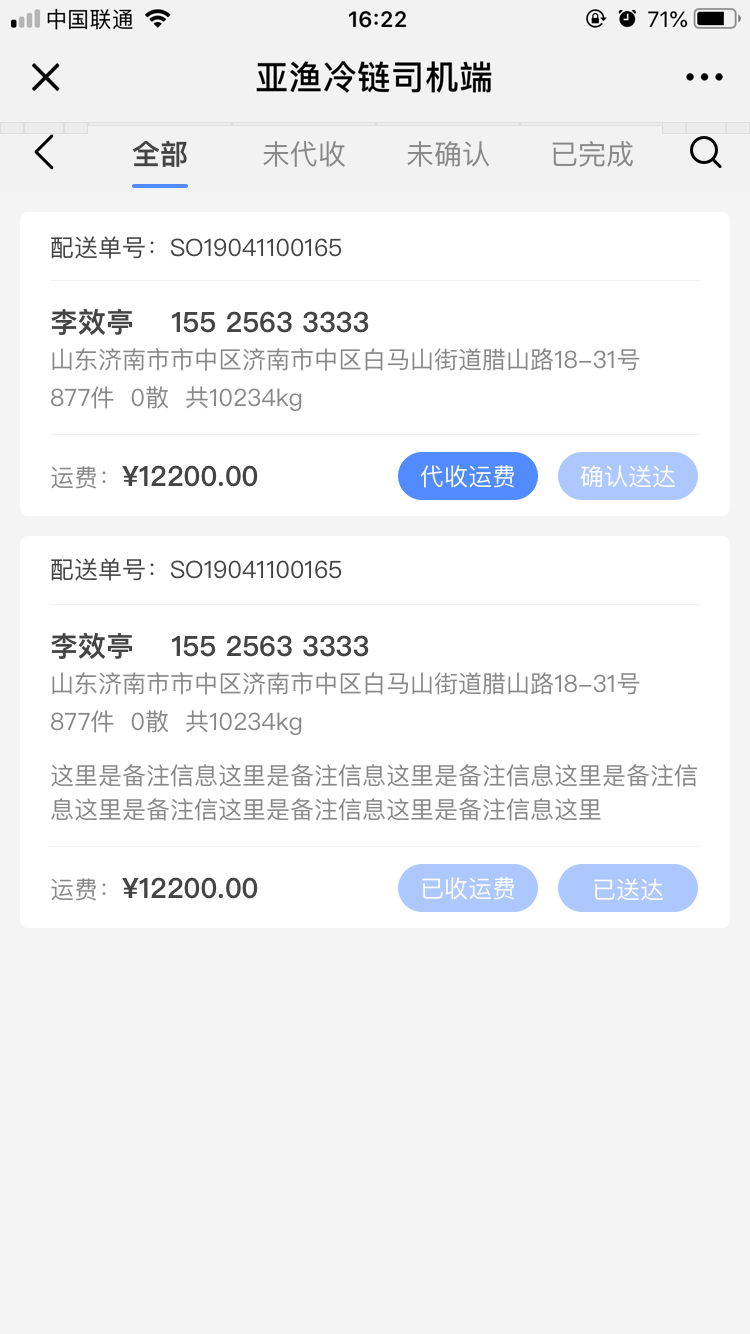 中国联通 16:22 71%
亚渔冷链司机端
全部 未代收 未确认 已完成
配送单号：SO19041100165
李效亭 155 2563 3333
山东济南市市中区济南市中区白马山街道腊山路18-31号
877件 0散 共10234kg
运费：¥12200.00 代收运费 确认送达
配送单号：SO19041100165
李效亭 155 2563 3333
山东济南市市中区济南市中区白马山街道腊山路18-31号
877件 0散 共10234kg
这里是备注信息这里是备注信息这里是备注信息这里是备注信
息这里是备注信这里是备注信息这里是备注信息这里
运费：¥12200.00 已收运费 已送达